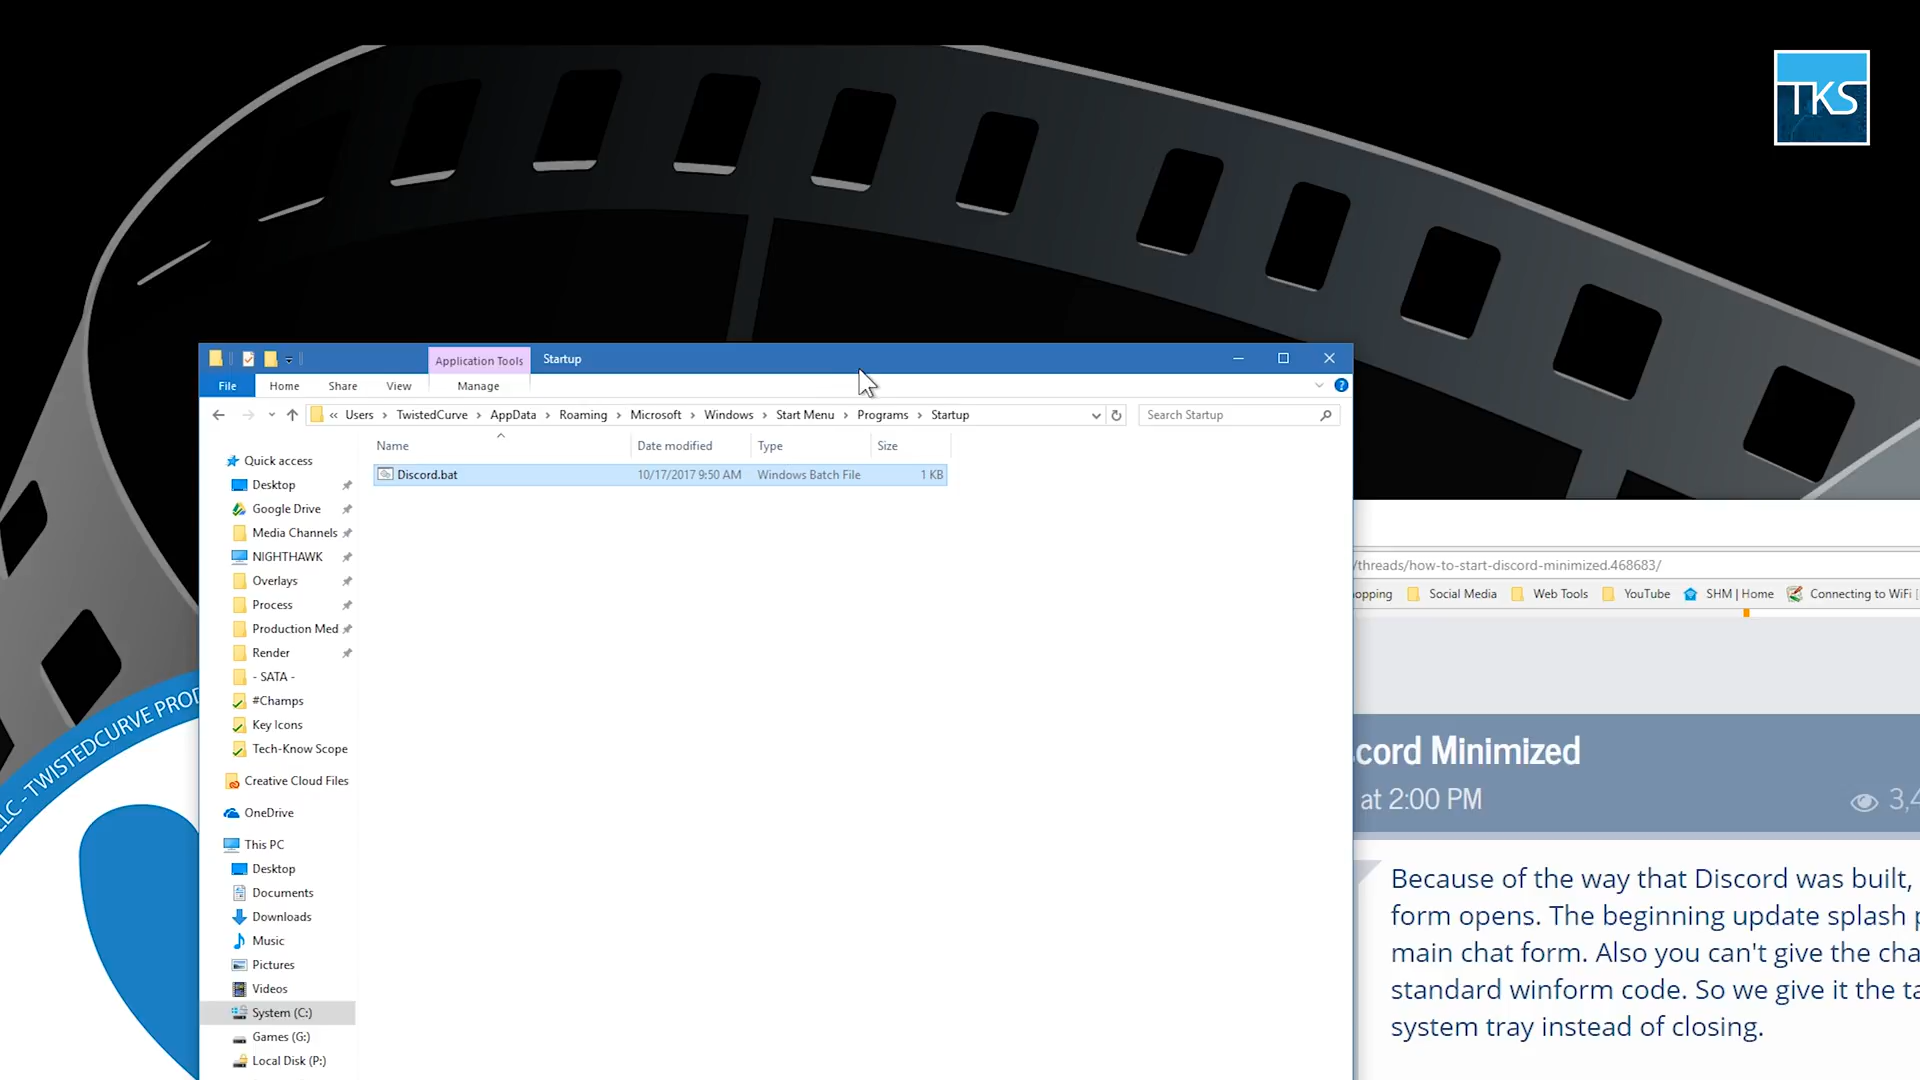 TKS
Application Tools
Startup
File
Home
Share
View
Manage
« Users › TwistedCurve › AppData › Roaming › Microsoft › Windows › Start Menu › Programs › Startup
Search Startup
Name
Date modified
Type
Size
Discord.bat
10/17/2017 9:50 AM
Windows Batch File
1 KB
Quick access
Desktop
Google Drive
Media Channels
NIGHTHAWK
Overlays
Process
Production Med
Render
- SATA -
#Champs
Key Icons
Tech-Know Scope
Creative Cloud Files
OneDrive
This PC
Desktop
Documents
Downloads
Music
Pictures
Videos
System (C:)
Games (G:)
Local Disk (P:)
LLC - TWISTEDCURVE PROD
/threads/how-to-start-discord-minimized.468683/
opping
Social Media
Web Tools
YouTube
SHM | Home
Connecting to WiFi
cord Minimized
at 2:00 PM
3,4
Because of the way that Discord was built,
form opens. The beginning update splash p
main chat form. Also you can't give the cha
standard winform code. So we give it the ta
system tray instead of closing.